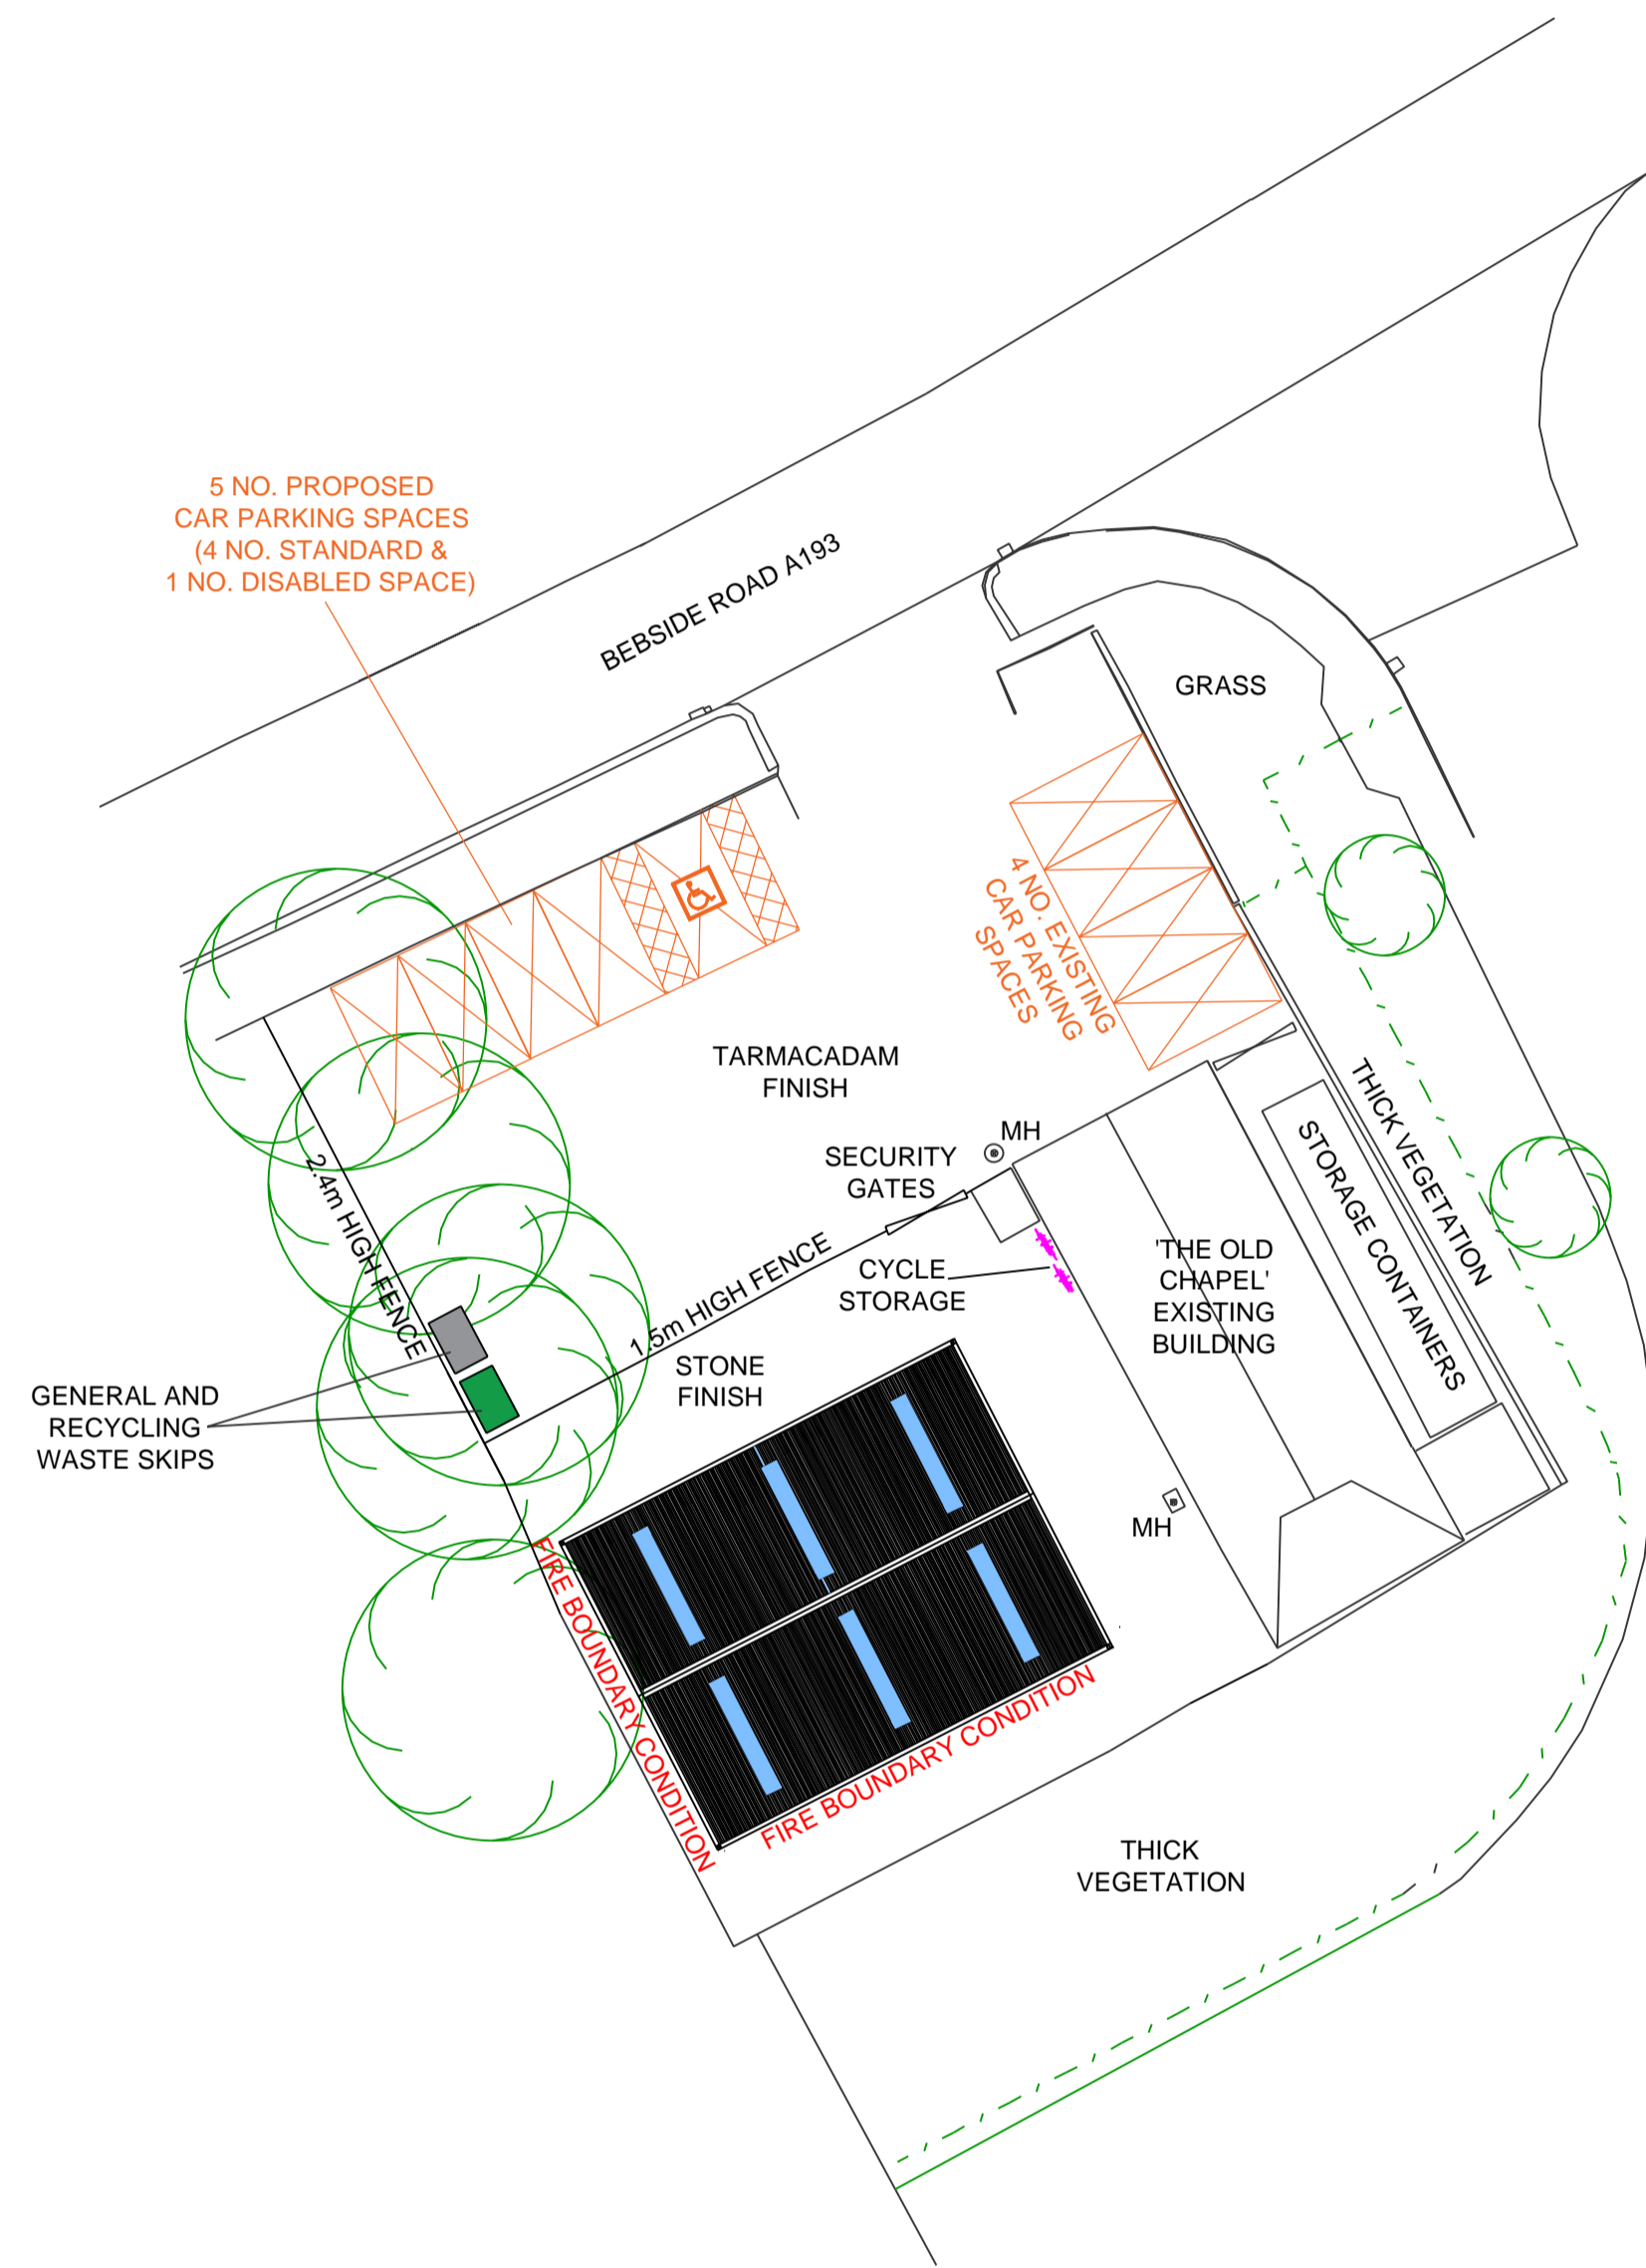 5 NO. PROPOSED
CAR PARKING SPACES
(4 NO. STANDARD &
1 NO. DISABLED SPACE)
BEBSIDE ROAD A193
GRASS
4 NO. EXISTING
CAR PARKING
SPACES
TARMACADAM
FINISH
MH
SECURITY
GATES
2.4m HIGH FENCE
THICK VEGETATION
STORAGE CONTAINERS
'THE OLD
CHAPEL'
EXISTING
BUILDING
CYCLE
STORAGE
1.5m HIGH FENCE
STONE
FINISH
GENERAL AND
RECYCLING
WASTE SKIPS
MH
FIRE BOUNDARY CONDITION
FIRE BOUNDARY CONDITION
THICK
VEGETATION